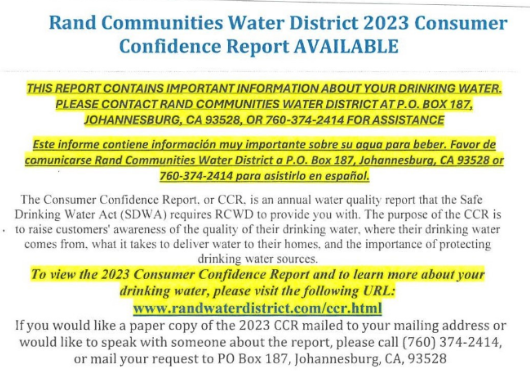 Rand Communities Water District 2023 Consumer
Confidence Report AVAILABLE
THIS REPORT CONTAINS IMPORTANT INFORMATION ABOUT YOUR DRINKING WATER.
PLEASE CONTACT RAND COMMUNITIES WATER DISTRICT AT P.O. BOX 187,
JOHANNESBURG, CA 93528, OR 760-374-2414 FOR ASSISTANCE
Este informe contiene información muy importante sobre su agua para beber. Favor de
comunicarse Rand Communities Water District a P.O. Box 187, Johannesburg, CA 93528 or
760-374-2414 para asistirlo en español.
The Consumer Confidence Report, or CCR, is an annual water quality report that the Safe
Drinking Water Act (SDWA) requires RCWD to provide you with. The purpose of the CCR is
to raise customers' awareness of the quality of their drinking water, where their drinking water
comes from, what it takes to deliver water to their homes, and the importance of protecting
drinking water sources.
To view the 2023 Consumer Confidence Report and to learn more about your
drinking water, please visit the following URL:
www.randwaterdistrict.com/ccr.html
If you would like a paper copy of the 2023 CCR mailed to your mailing address or
would like to speak with someone about the report, please call (760) 374-2414,
or mail your request to PO Box 187, Johannesburg, CA, 93528